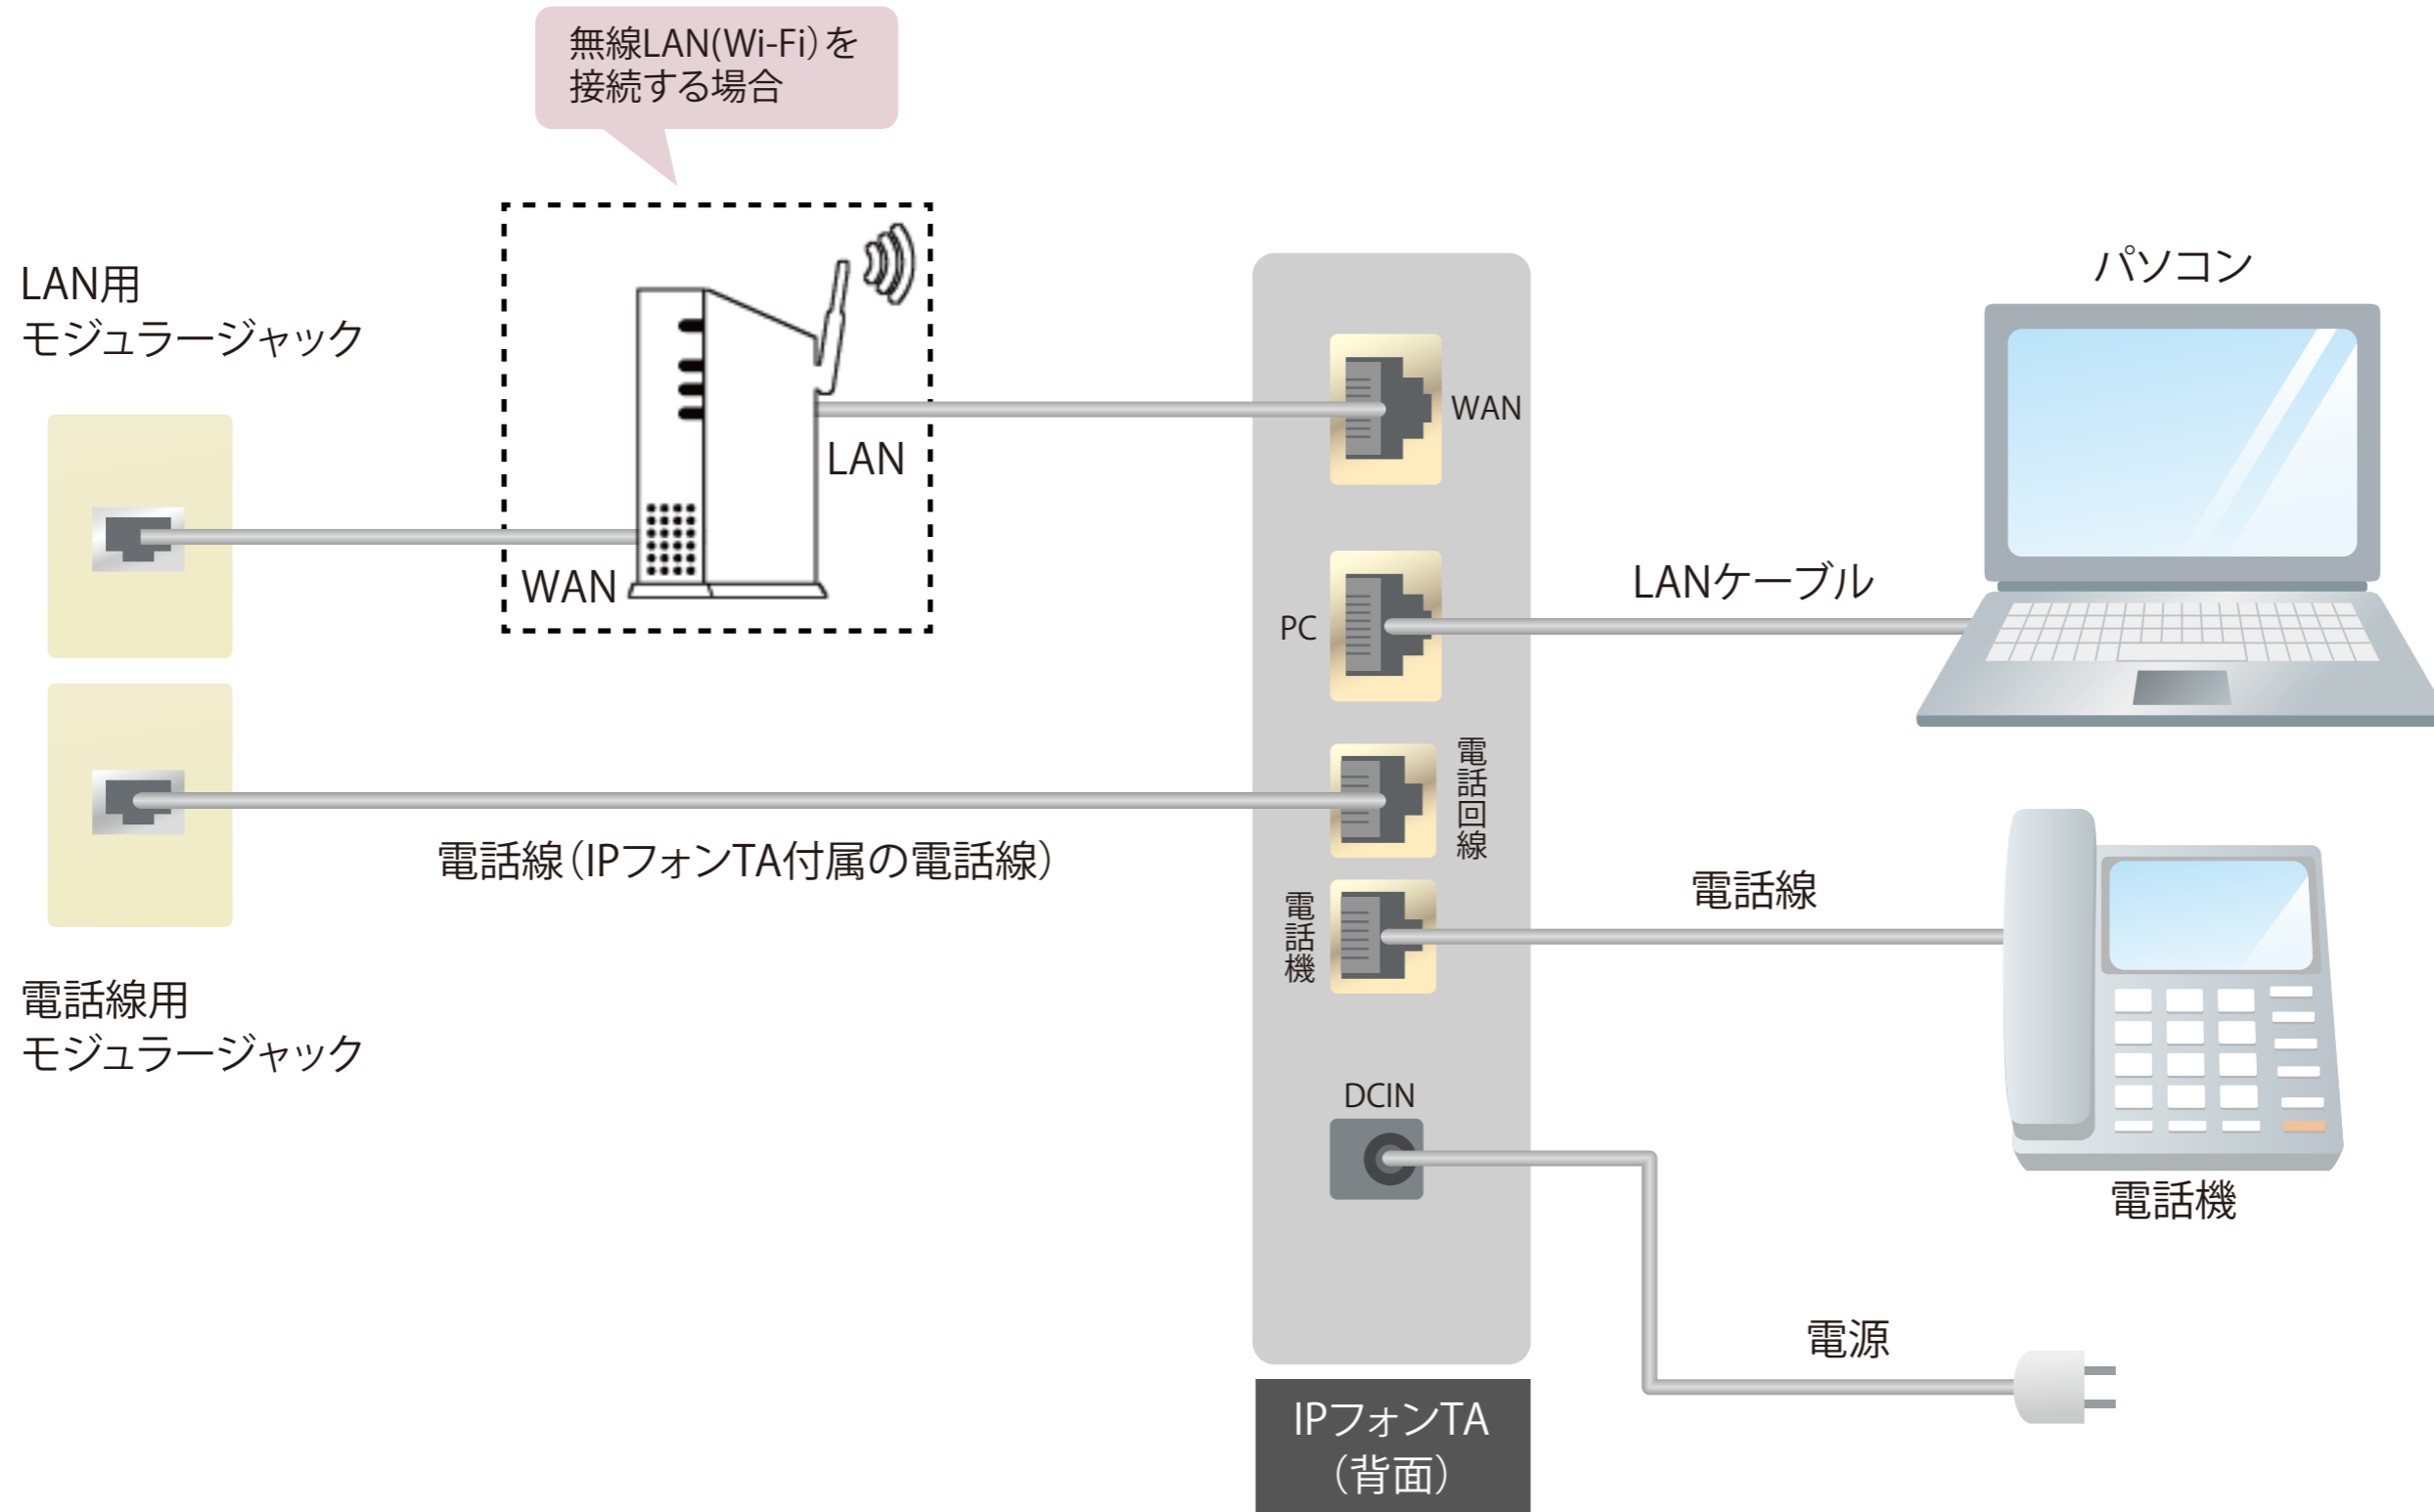 無線LAN(Wi-Fi)を
接続する場合
LAN用
モジュラージャック
WAN
LAN
WAN
PC
LANケーブル
パソコン
電話回線
電話線(IPフォンTA付属の電話線)
電話機
電話線
電話線用
モジュラージャック
DCIN
電話機
電源
IPフォンTA
(背面)